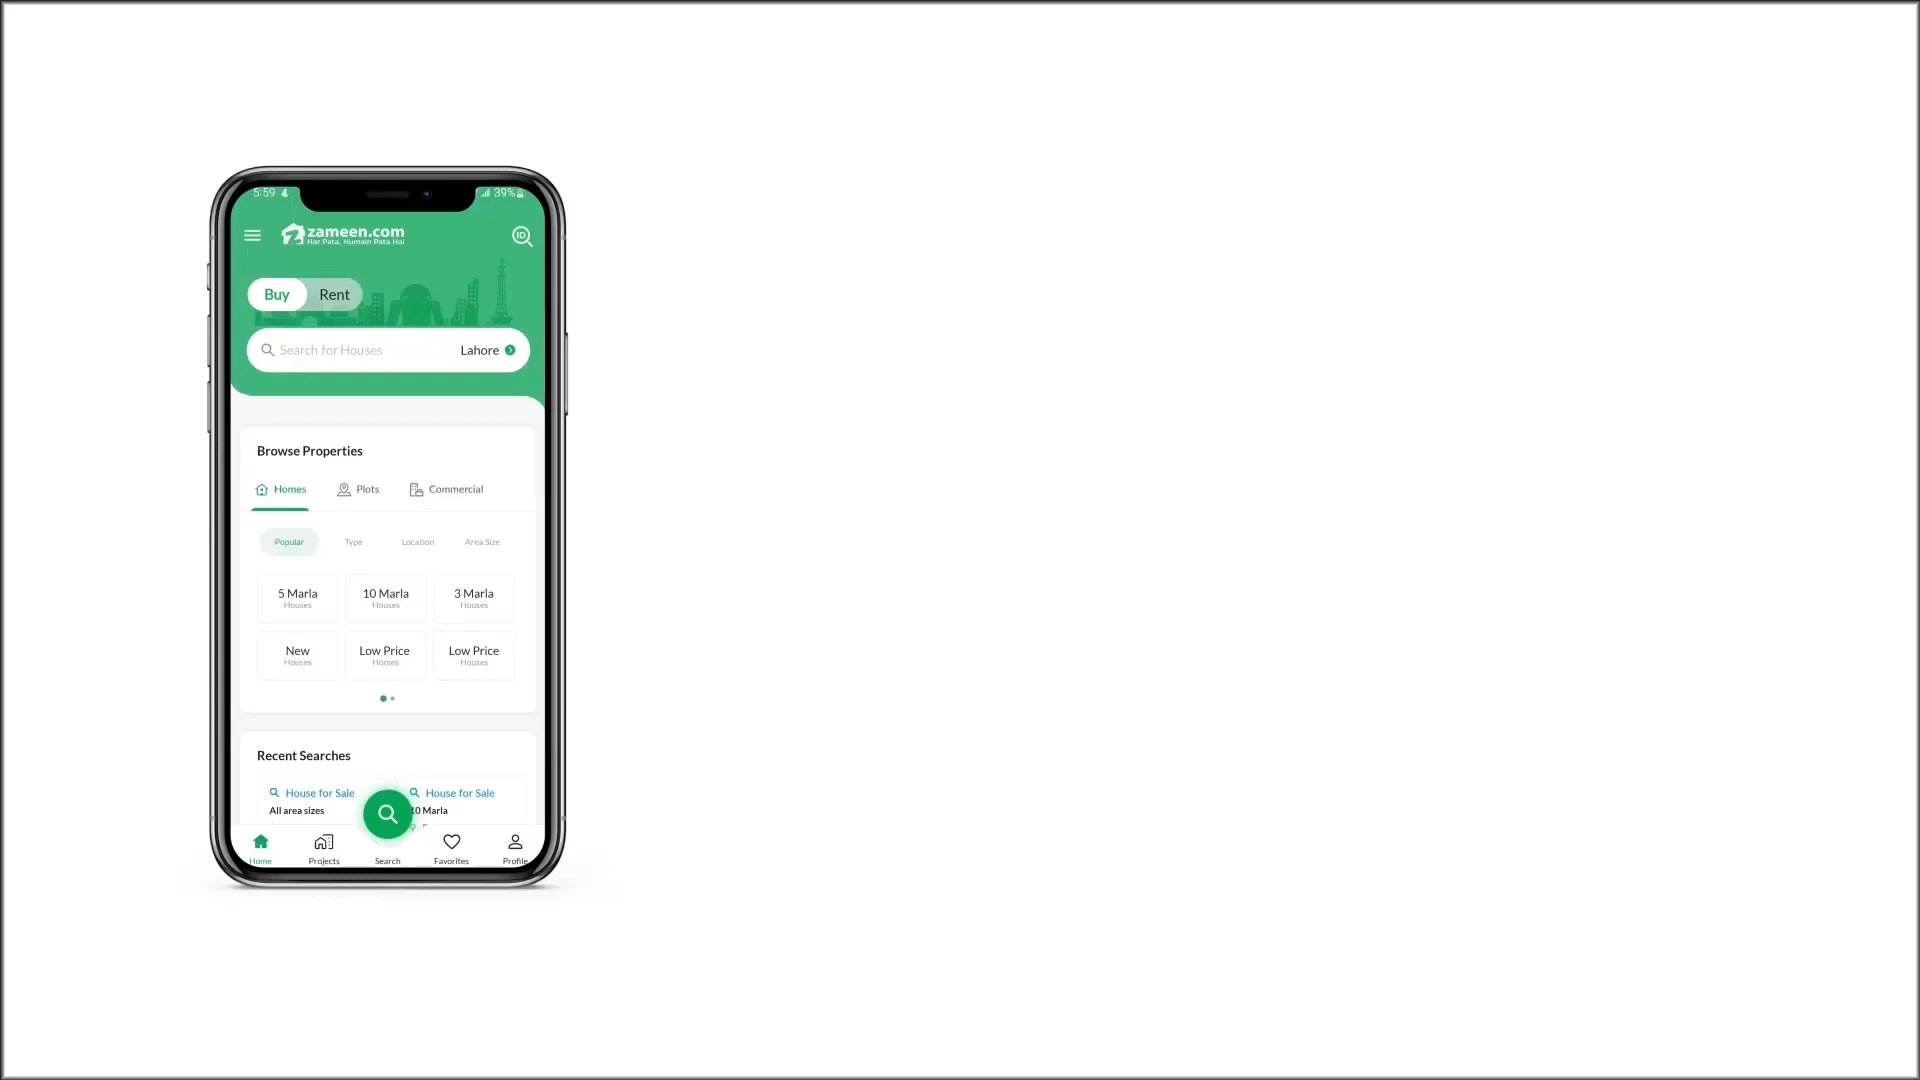 5:59
39%
zameen.com
Har Pata, Humain Pata Hai
ID
Buy
Rent
Search for Houses
Lahore
Browse Properties
Homes
Plots
Commercial
Popular
Type
Location
Area Size
5 Marla
Houses
10 Marla
Houses
3 Marla
Houses
New
Houses
Low Price
Homes
Low Price
Houses
Recent Searches
House for Sale
All area sizes
House for Sale
10 Marla
Home
Projects
Search
Favorites
Profile